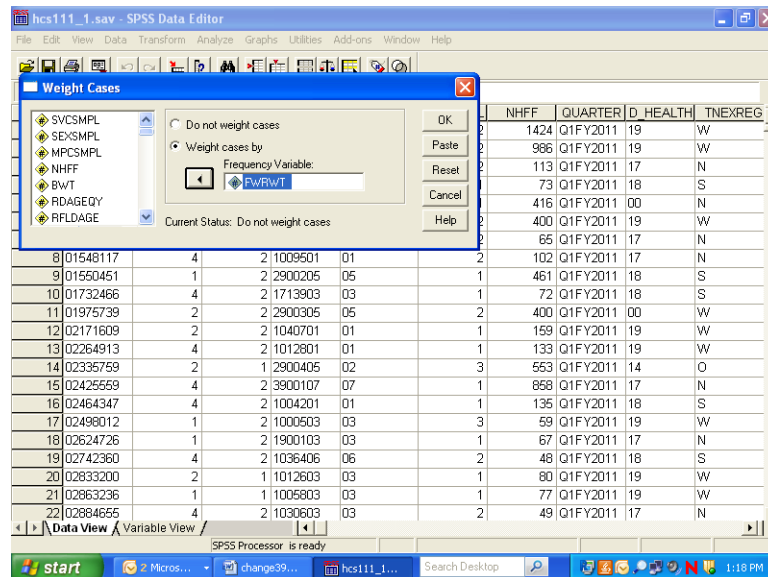 hcs111_1.sav - SPSS Data Editor
File Edit View Data Transform Analyze Graphs Utilities Add-ons Window Help
Weight Cases
SVCSMPL
SEXSMPL
MPCSMPL
NHFF
BWT
RDAGEQY
RFLDAGE
Do not weight cases
Weight cases by
Frequency Variable:
FWRWT
Current Status: Do not weight cases
OK
Paste
Reset
Cancel
Help
NHFF QUARTER D_HEALTH TNEXREG
1424 Q1FY2011 19 W
986 Q1FY2011 19 W
113 Q1FY2011 17 N
73 Q1FY2011 18 S
416 Q1FY2011 00 N
400 Q1FY2011 19 W
65 Q1FY2011 17 N
8 01548117 4 2 1009501 01 2 102 Q1FY2011 17 N
9 01550451 1 2 2900205 05 1 461 Q1FY2011 18 S
10 01732466 4 2 1713903 03 1 72 Q1FY2011 18 S
11 01975739 2 2 2900305 05 2 400 Q1FY2011 00 W
12 02171609 2 2 1040701 01 1 159 Q1FY2011 19 W
13 02264913 4 2 1012801 01 1 133 Q1FY2011 19 W
14 02335759 2 1 2900405 02 3 553 Q1FY2011 14 O
15 02425559 4 2 3900107 07 1 858 Q1FY2011 17 N
16 02464347 4 2 1004201 01 1 135 Q1FY2011 18 S
17 02498012 1 2 1000503 03 3 59 Q1FY2011 19 W
18 02624726 1 2 1900103 03 1 67 Q1FY2011 17 N
19 02742360 4 2 1036406 06 2 48 Q1FY2011 18 S
20 02833200 2 1 1012603 03 1 80 Q1FY2011 19 W
21 02863236 1 1 1005803 03 1 77 Q1FY2011 19 W
22 02884655 4 2 1030603 03 2 49 Q1FY2011 17 N
Data View Variable View
SPSS Processor is ready
start 2 Micros... change39... hcs111_1... Search Desktop 1:18 PM